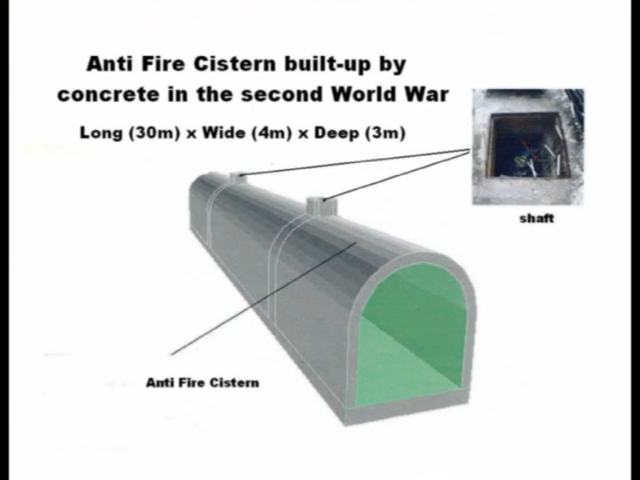 Anti Fire Cistern built-up by
concrete in the second World War
Long (30m) x Wide (4m) x Deep (3m)
shaft
Anti Fire Cistern